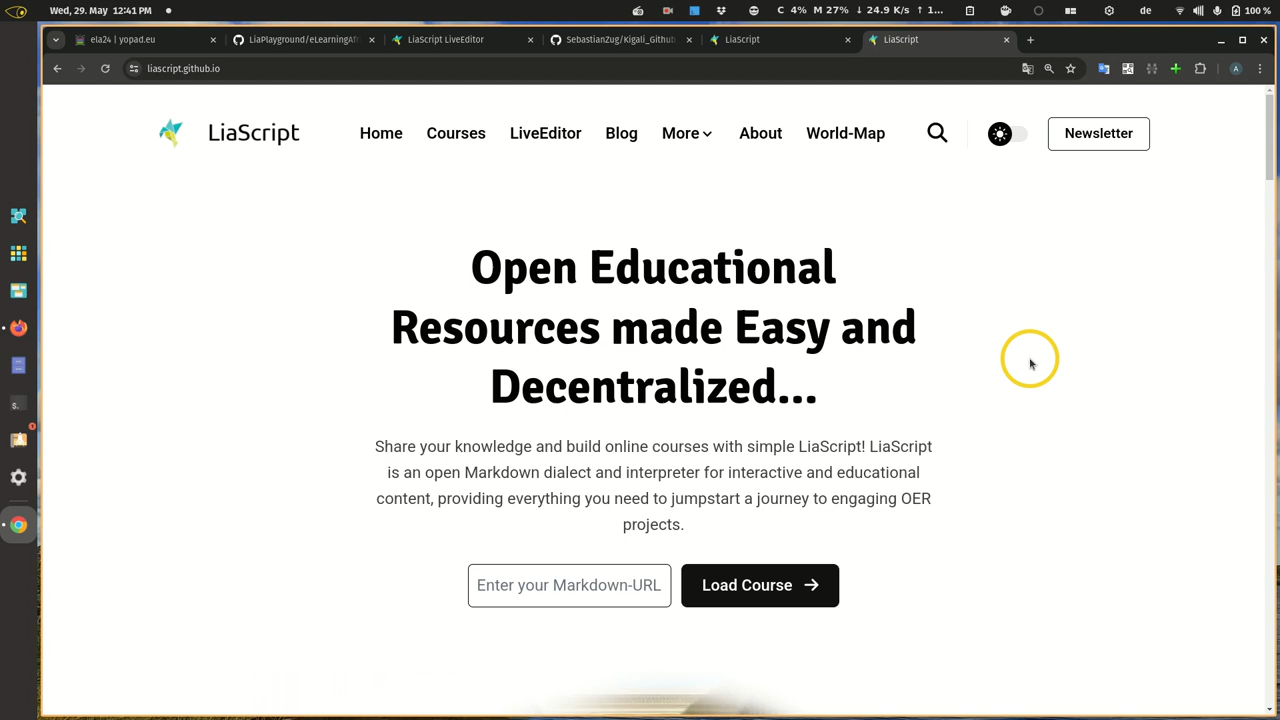 Wed, 29. May 12:41 PM
C 4% M 27% ↓ 24.9 K/s ↑ 1...
de
100 %
ela24 | yopad.eu
LiaPlayground/eLearningAfr
LiaScript LiveEditor
SebastianZug/Kigali_Github
LiaScript
LiaScript
liascript.github.io
A
LiaScript
Home
Courses
LiveEditor
Blog
More
About
World-Map
Newsletter
Open Educational
Resources made Easy and
Decentralized...
Share your knowledge and build online courses with simple LiaScript! LiaScript
is an open Markdown dialect and interpreter for interactive and educational
content, providing everything you need to jumpstart a journey to engaging OER
projects.
Enter your Markdown-URL
Load Course →